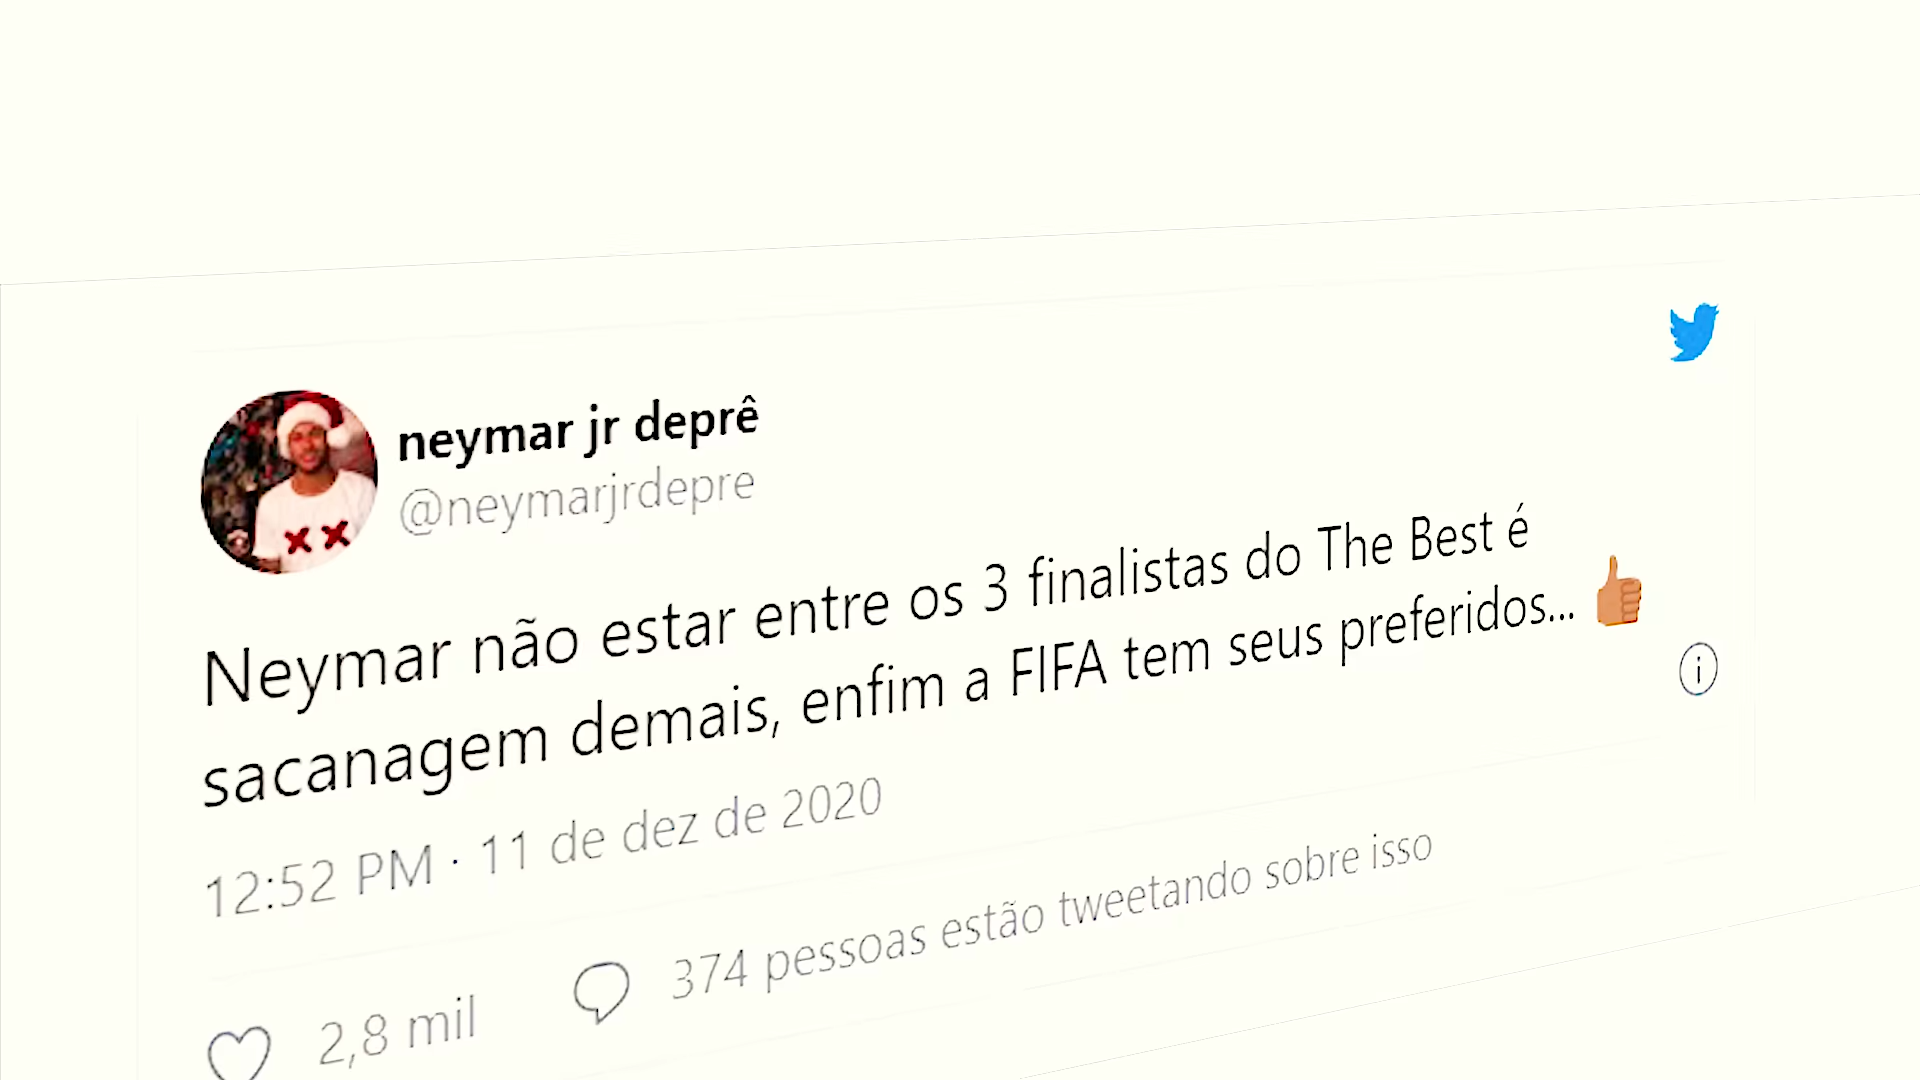 neymar jr deprê
@neymarjrdepre
Neymar não estar entre os 3 finalistas do The Best é
sacanagem demais, enfim a FIFA tem seus preferidos... 👍🏽
12:52 PM · 11 de dez de 2020
2,8 mil 374 pessoas estão tweetando sobre isso